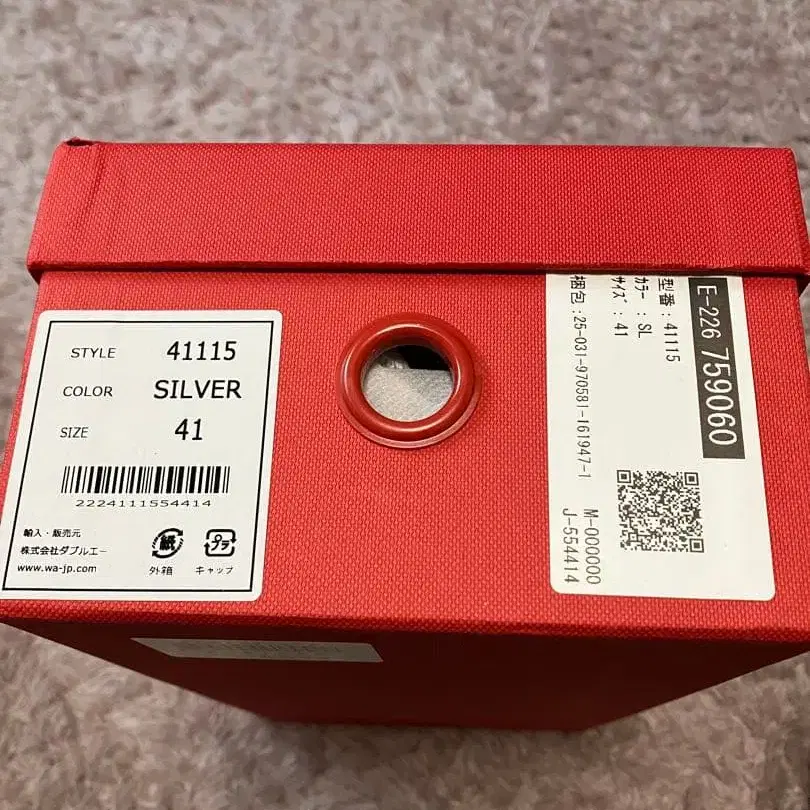 STYLE 41115
COLOR SILVER
SIZE 41
2224111554414
輸入・販売元
株式会社ダブルエー
www.wa-jp.com
紙
外箱
プラ
キャップ
E-226 759060
型番：41115
カラー：SL
サイズ：41
梱包：25-031-970581-161947-1
M-000000
J-554414